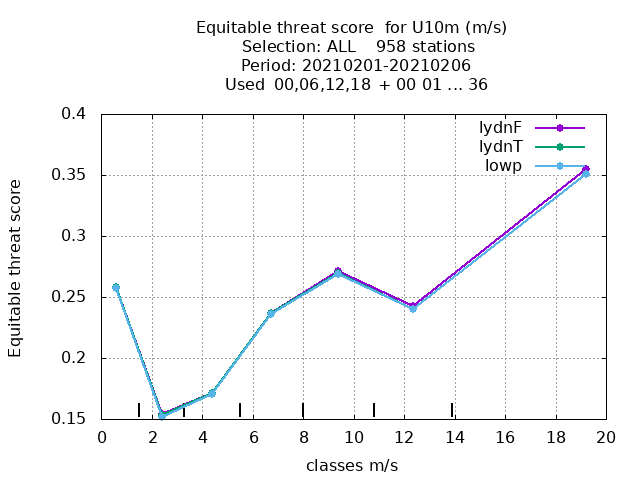 Equitable threat score  for U10m (m/s)
Selection: ALL    958 stations
Period: 20210201-20210206
Used  00,06,12,18 + 00 01 ... 36
lydnF
lydnT
lowp
Equitable threat score
0.4
0.35
0.3
0.25
0.2
0.15
0 2 4 6 8 10 12 14 16 18 20
classes m/s